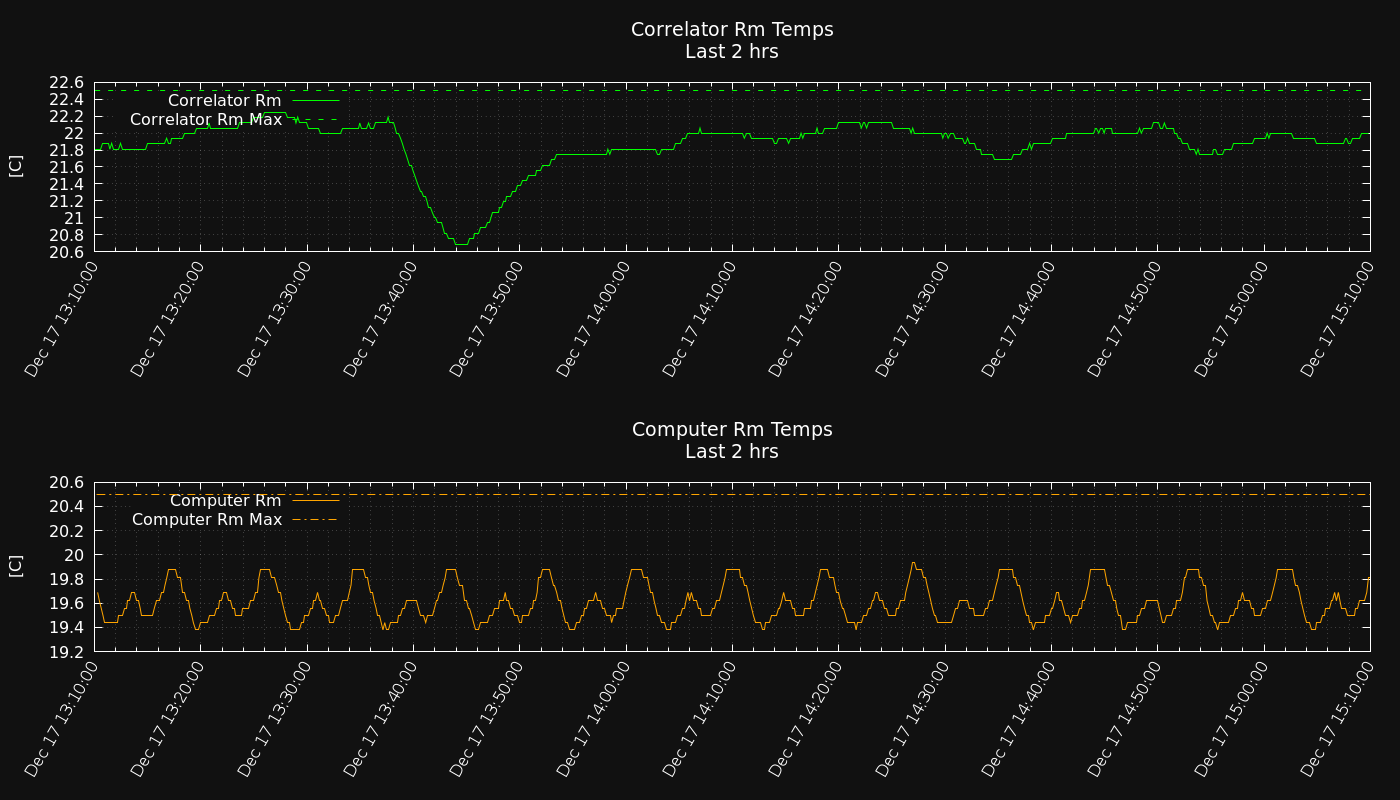 Correlator Rm Temps
Last 2 hrs
22.6
22.4
22.2
22
21.8
21.6
21.4
21.2
21
20.8
20.6
[C]
Correlator Rm
Correlator Rm Max
Dec 17 13:10:00
Dec 17 13:20:00
Dec 17 13:30:00
Dec 17 13:40:00
Dec 17 13:50:00
Dec 17 14:00:00
Dec 17 14:10:00
Dec 17 14:20:00
Dec 17 14:30:00
Dec 17 14:40:00
Dec 17 14:50:00
Dec 17 15:00:00
Dec 17 15:10:00
Computer Rm Temps
Last 2 hrs
20.6
20.4
20.2
20
19.8
19.6
19.4
19.2
[C]
Computer Rm
Computer Rm Max
Dec 17 13:10:00
Dec 17 13:20:00
Dec 17 13:30:00
Dec 17 13:40:00
Dec 17 13:50:00
Dec 17 14:00:00
Dec 17 14:10:00
Dec 17 14:20:00
Dec 17 14:30:00
Dec 17 14:40:00
Dec 17 14:50:00
Dec 17 15:00:00
Dec 17 15:10:00